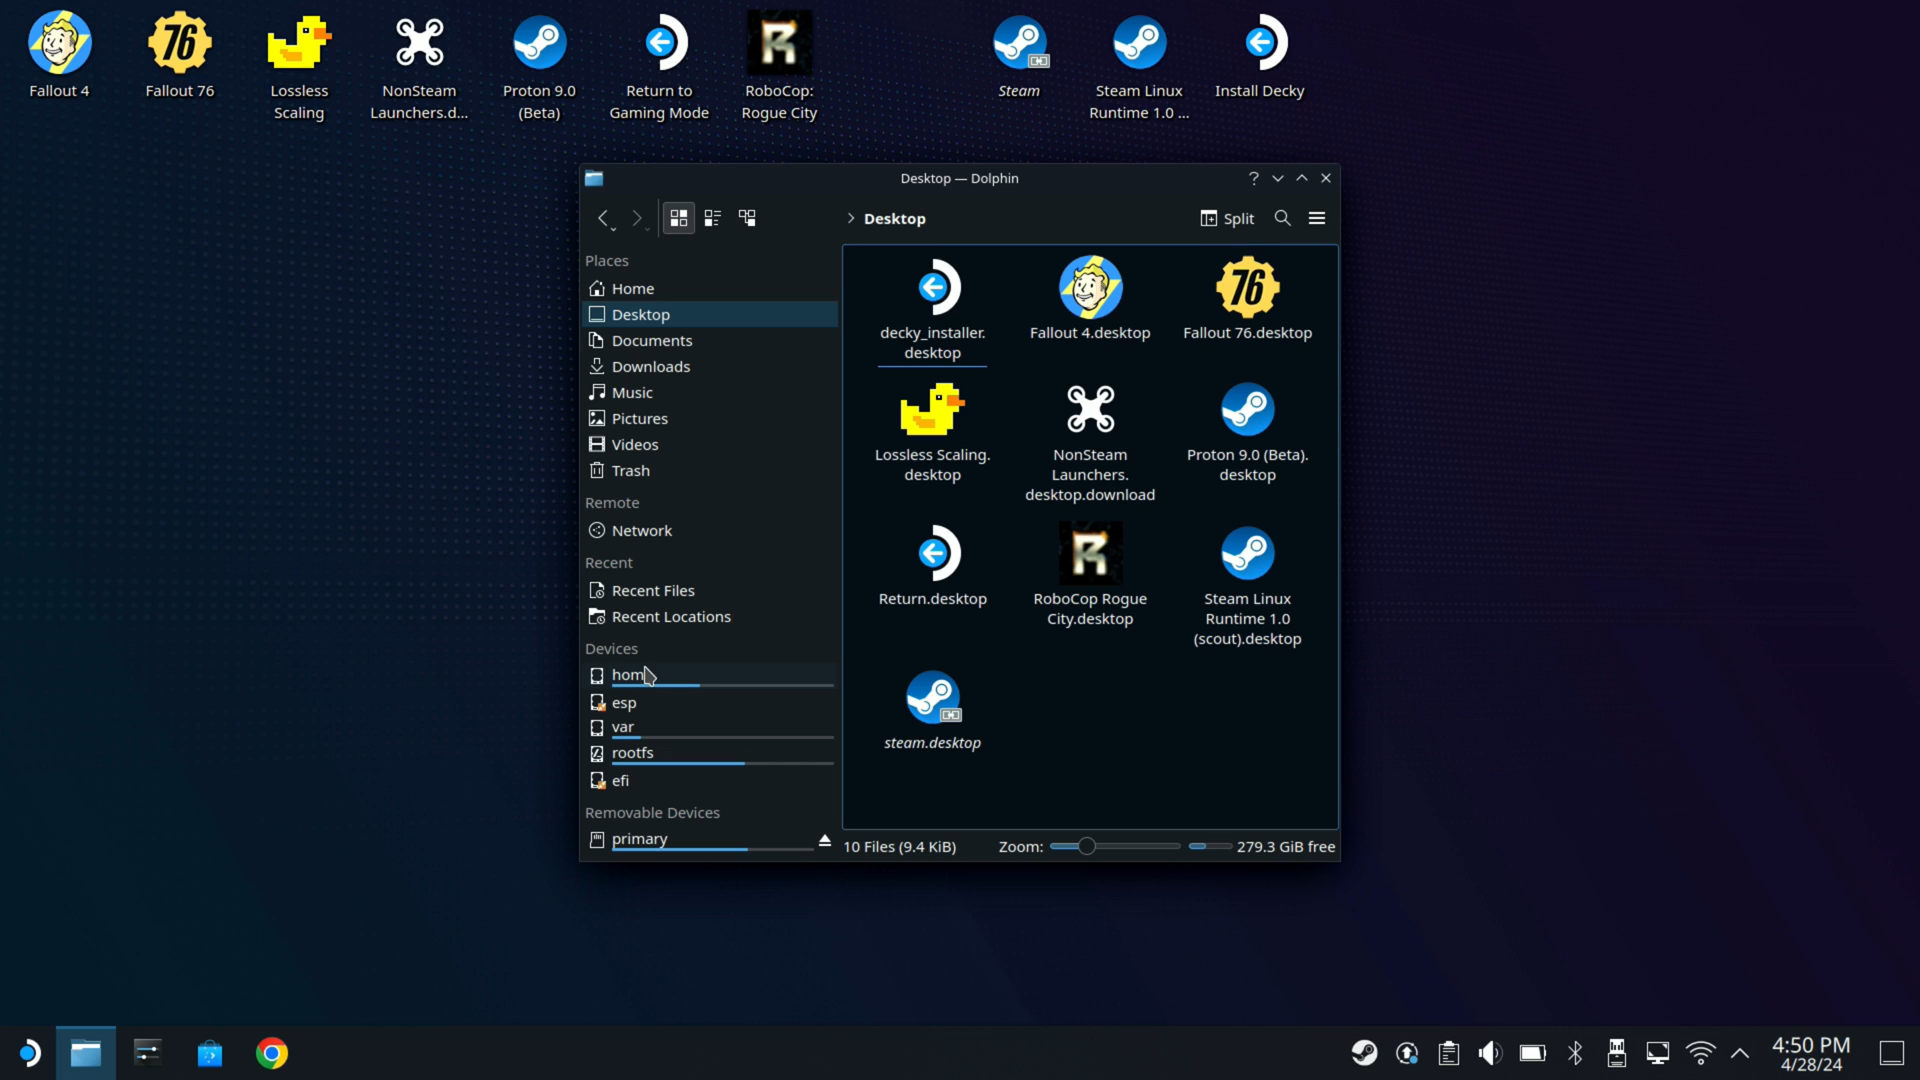 Fallout 4
Fallout 76
Lossless
Scaling
NonSteam
Launchers.d...
Proton 9.0
(Beta)
Return to
Gaming Mode
RoboCop:
Rogue City
Steam
Steam Linux
Runtime 1.0 ...
Install Decky
Desktop — Dolphin
Desktop
Split
Places
Home
Desktop
Documents
Downloads
Music
Pictures
Videos
Trash
Remote
Network
Recent
Recent Files
Recent Locations
Devices
hom
esp
var
rootfs
efi
Removable Devices
primary
decky_installer.
desktop
Fallout 4.desktop
76
Fallout 76.desktop
Lossless Scaling.
desktop
NonSteam
Launchers.
desktop.download
Proton 9.0 (Beta).
desktop
Return.desktop
RoboCop Rogue
City.desktop
Steam Linux
Runtime 1.0
(scout).desktop
steam.desktop
10 Files (9.4 KiB)
Zoom:
279.3 GiB free
4:50 PM
4/28/24